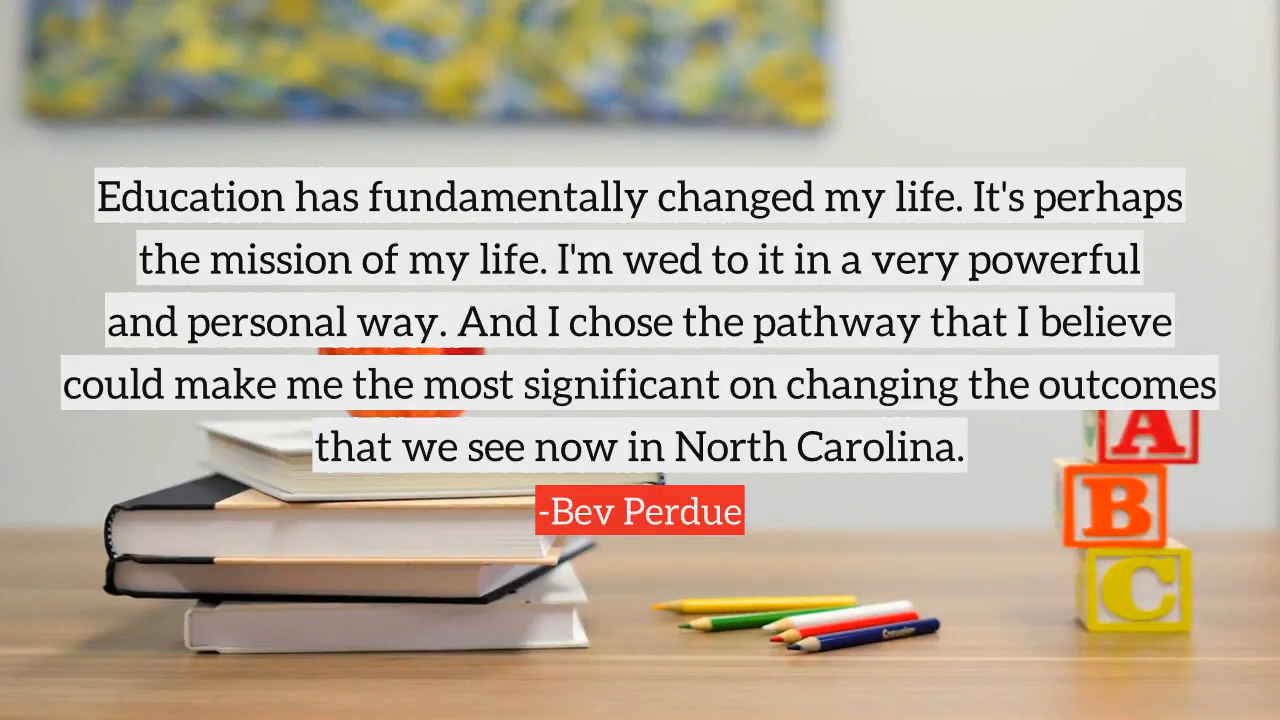 Education has fundamentally changed my life. It's perhaps
the mission of my life. I'm wed to it in a very powerful
and personal way. And I chose the pathway that I believe
could make me the most significant on changing the outcomes
that we see now in North Carolina.
-Bev Perdue
A
B
C
Crayola